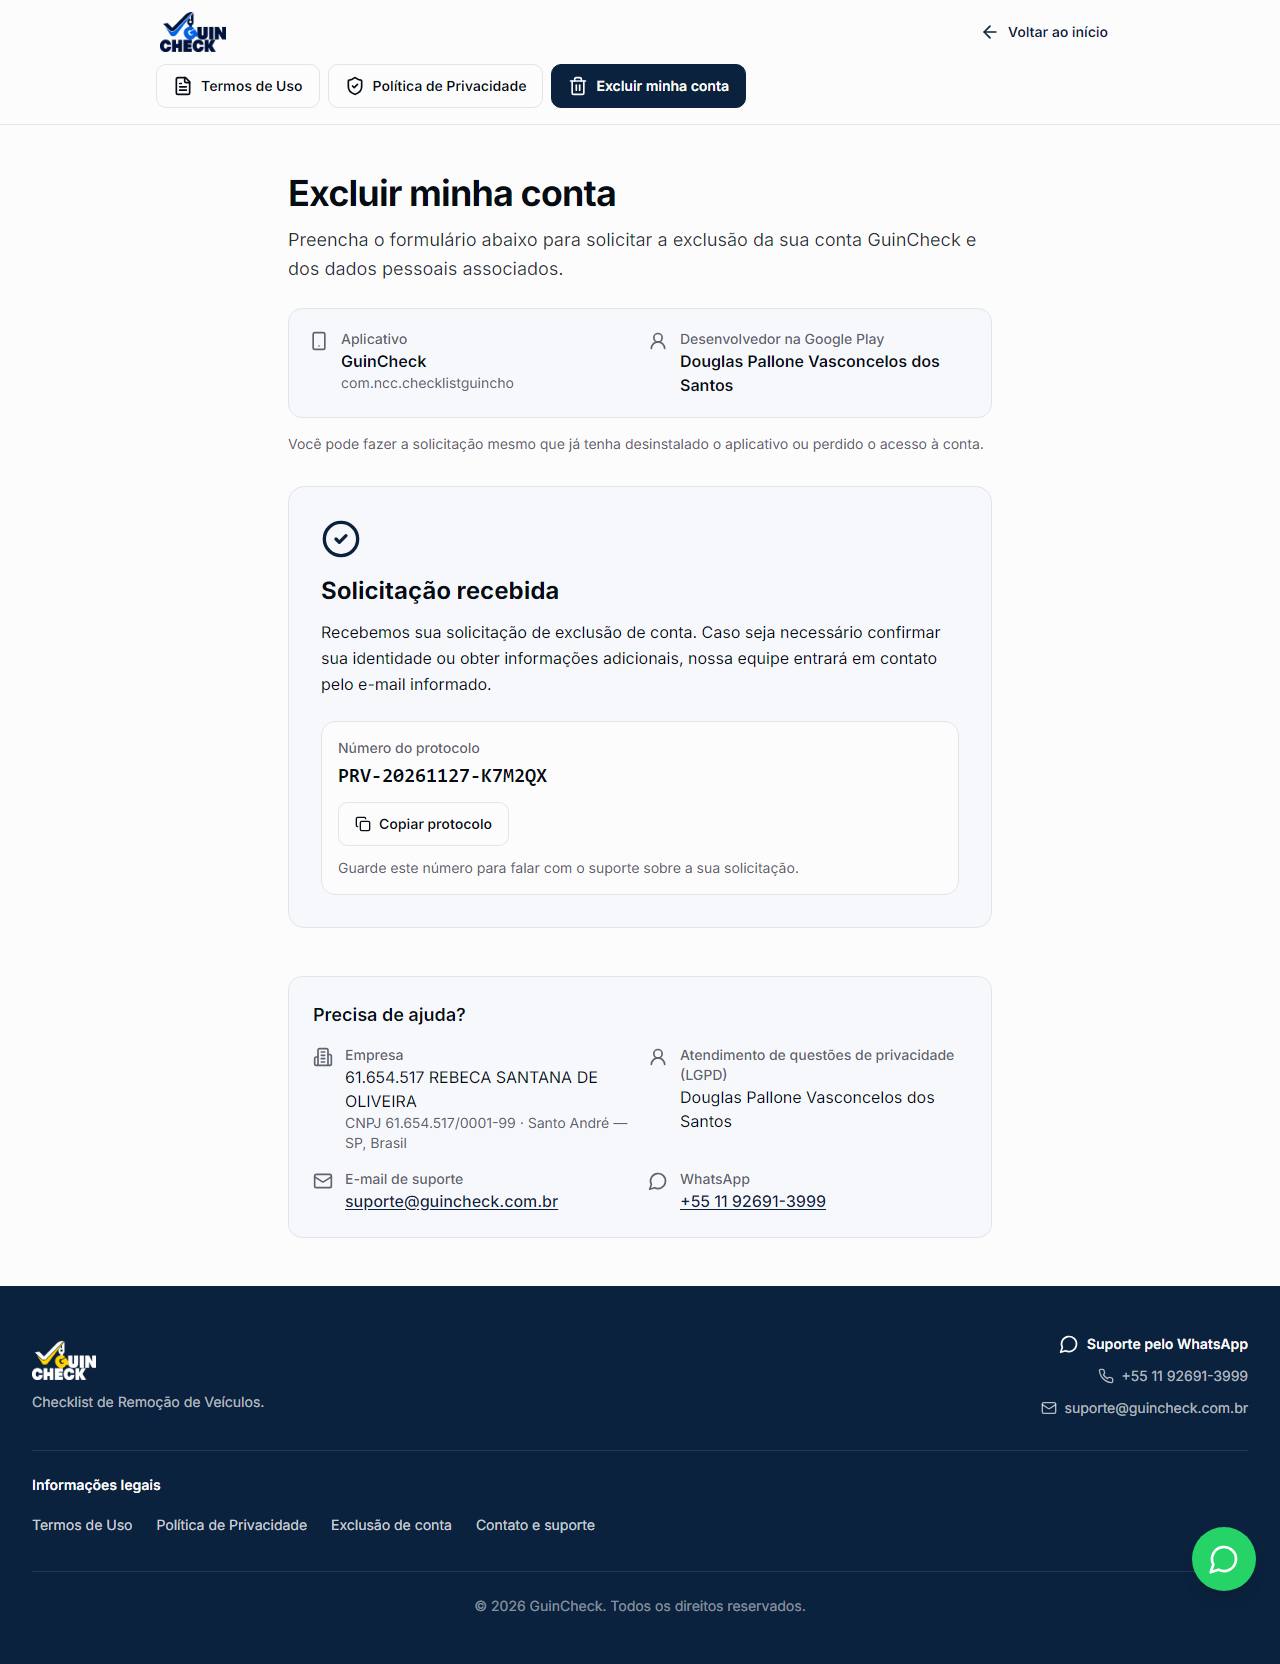 GUIN
CHECK
Voltar ao início
Termos de Uso
Política de Privacidade
Excluir minha conta
Excluir minha conta
Preencha o formulário abaixo para solicitar a exclusão da sua conta GuinCheck e
dos dados pessoais associados.
Aplicativo
GuinCheck
com.ncc.checklistguincho
Desenvolvedor na Google Play
Douglas Pallone Vasconcelos dos
Santos
Você pode fazer a solicitação mesmo que já tenha desinstalado o aplicativo ou perdido o acesso à conta.
Solicitação recebida
Recebemos sua solicitação de exclusão de conta. Caso seja necessário confirmar
sua identidade ou obter informações adicionais, nossa equipe entrará em contato
pelo e-mail informado.
Número do protocolo
PRV-20261127-K7M2QX
Copiar protocolo
Guarde este número para falar com o suporte sobre a sua solicitação.
Precisa de ajuda?
Empresa
61.654.517 REBECA SANTANA DE
OLIVEIRA
CNPJ 61.654.517/0001-99 · Santo André —
SP, Brasil
Atendimento de questões de privacidade
(LGPD)
Douglas Pallone Vasconcelos dos
Santos
E-mail de suporte
suporte@guincheck.com.br
WhatsApp
+55 11 92691-3999
GUIN
CHECK
Checklist de Remoção de Veículos.
Suporte pelo WhatsApp
+55 11 92691-3999
suporte@guincheck.com.br
Informações legais
Termos de Uso
Política de Privacidade
Exclusão de conta
Contato e suporte
© 2026 GuinCheck. Todos os direitos reservados.